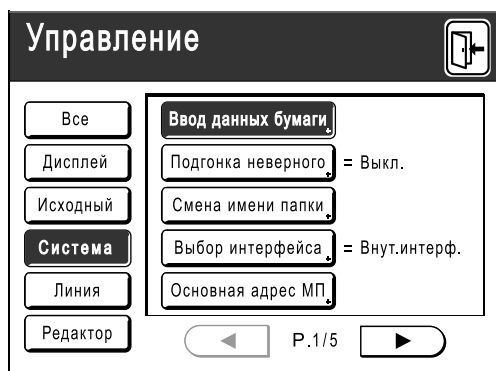 Управление
Все
Дисплей
Исходный
Система
Линия
Редактор
Ввод данных бумаги
Подгонка неверного = Выкл.
Смена имени папки
Выбор интерфейса = Внут.интерф.
Основная адрес МП
P.1/5